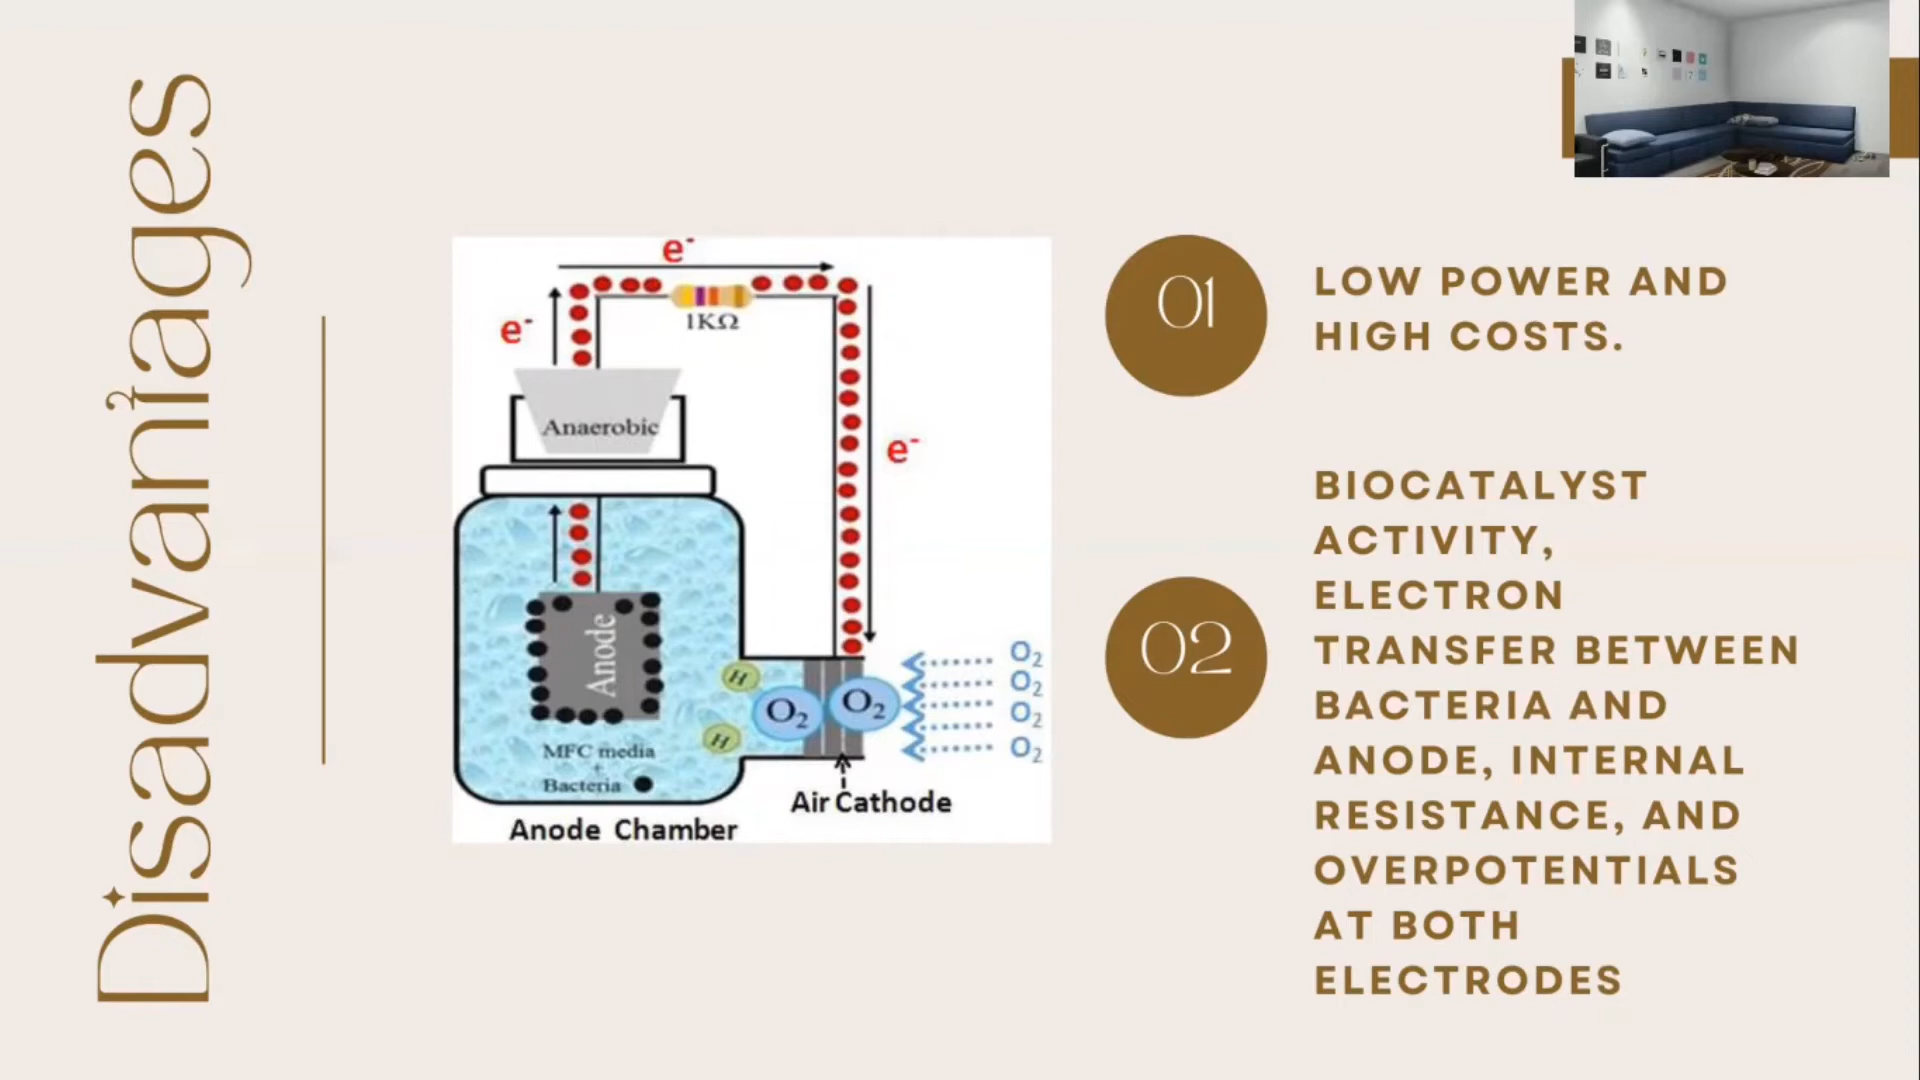 Disadvantages
e-
e-
1KΩ
Anaerobic
e-
Anode
H
O2
O2
H
O2
O2
O2
O2
MFC media
+
Bacteria
Air Cathode
Anode Chamber
01
LOW POWER AND
HIGH COSTS.
02
BIOCATALYST
ACTIVITY,
ELECTRON
TRANSFER BETWEEN
BACTERIA AND
ANODE, INTERNAL
RESISTANCE, AND
OVERPOTENTIALS
AT BOTH
ELECTRODES